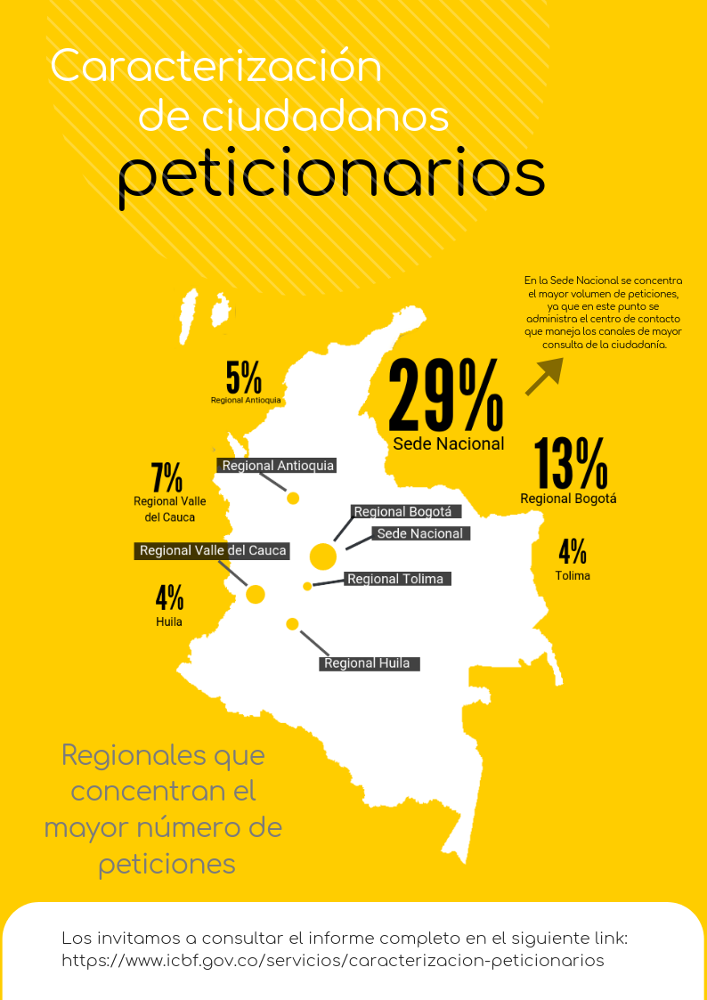 Caracterización
de ciudadanos
peticionarios
En la Sede Nacional se concentra
el mayor volumen de peticiones,
ya que en este punto se
administra el centro de contacto
que maneja los canales de mayor
consulta de la ciudadanía.
5%
Regional Antioquia
29%
Sede Nacional
13%
Regional Bogotá
7%
Regional Valle
del Cauca
Regional Antioquia
Regional Bogotá
Sede Nacional
Regional Valle del Cauca
Regional Tolima
4%
Tolima
4%
Huila
Regional Huila
Regionales que
concentran el
mayor número de
peticiones
Los invitamos a consultar el informe completo en el siguiente link:
https://www.icbf.gov.co/servicios/caracterizacion-peticionarios